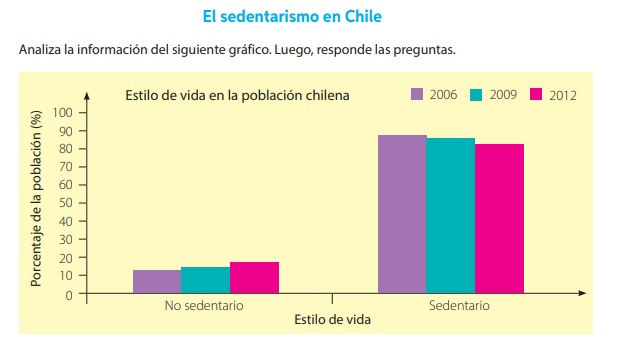 El sedentarismo en Chile
Analiza la información del siguiente gráfico. Luego, responde las preguntas.
Estilo de vida en la población chilena
2006 2009 2012
Porcentaje de la población (%)
100
90
80
70
60
50
40
30
20
10
0
No sedentario Sedentario
Estilo de vida